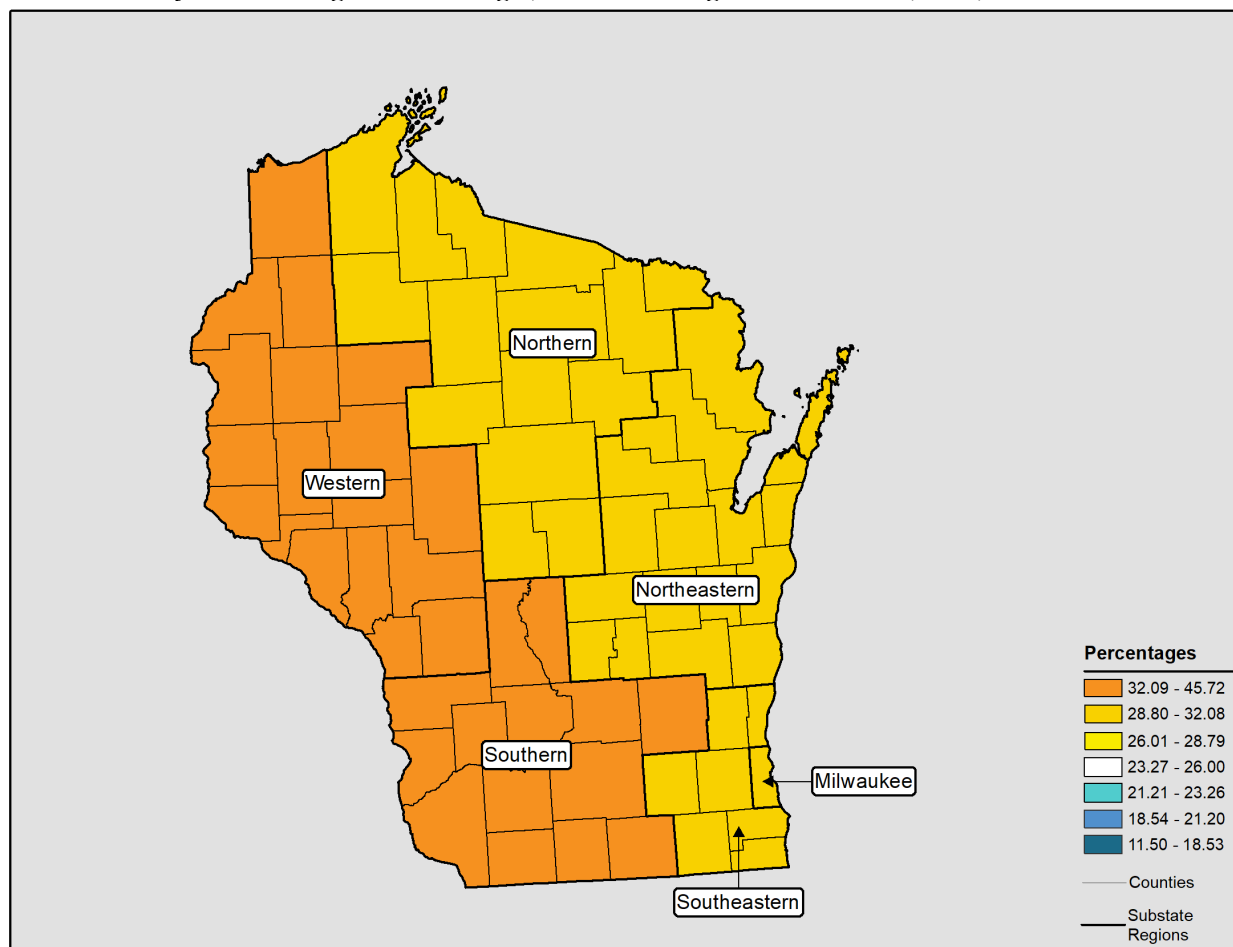 Northern
Western
Northeastern
Southern
Milwaukee
Southeastern
Percentages
32.09 - 45.72
28.80 - 32.08
26.01 - 28.79
23.27 - 26.00
21.21 - 23.26
18.54 - 21.20
11.50 - 18.53
Counties
Substate
Regions